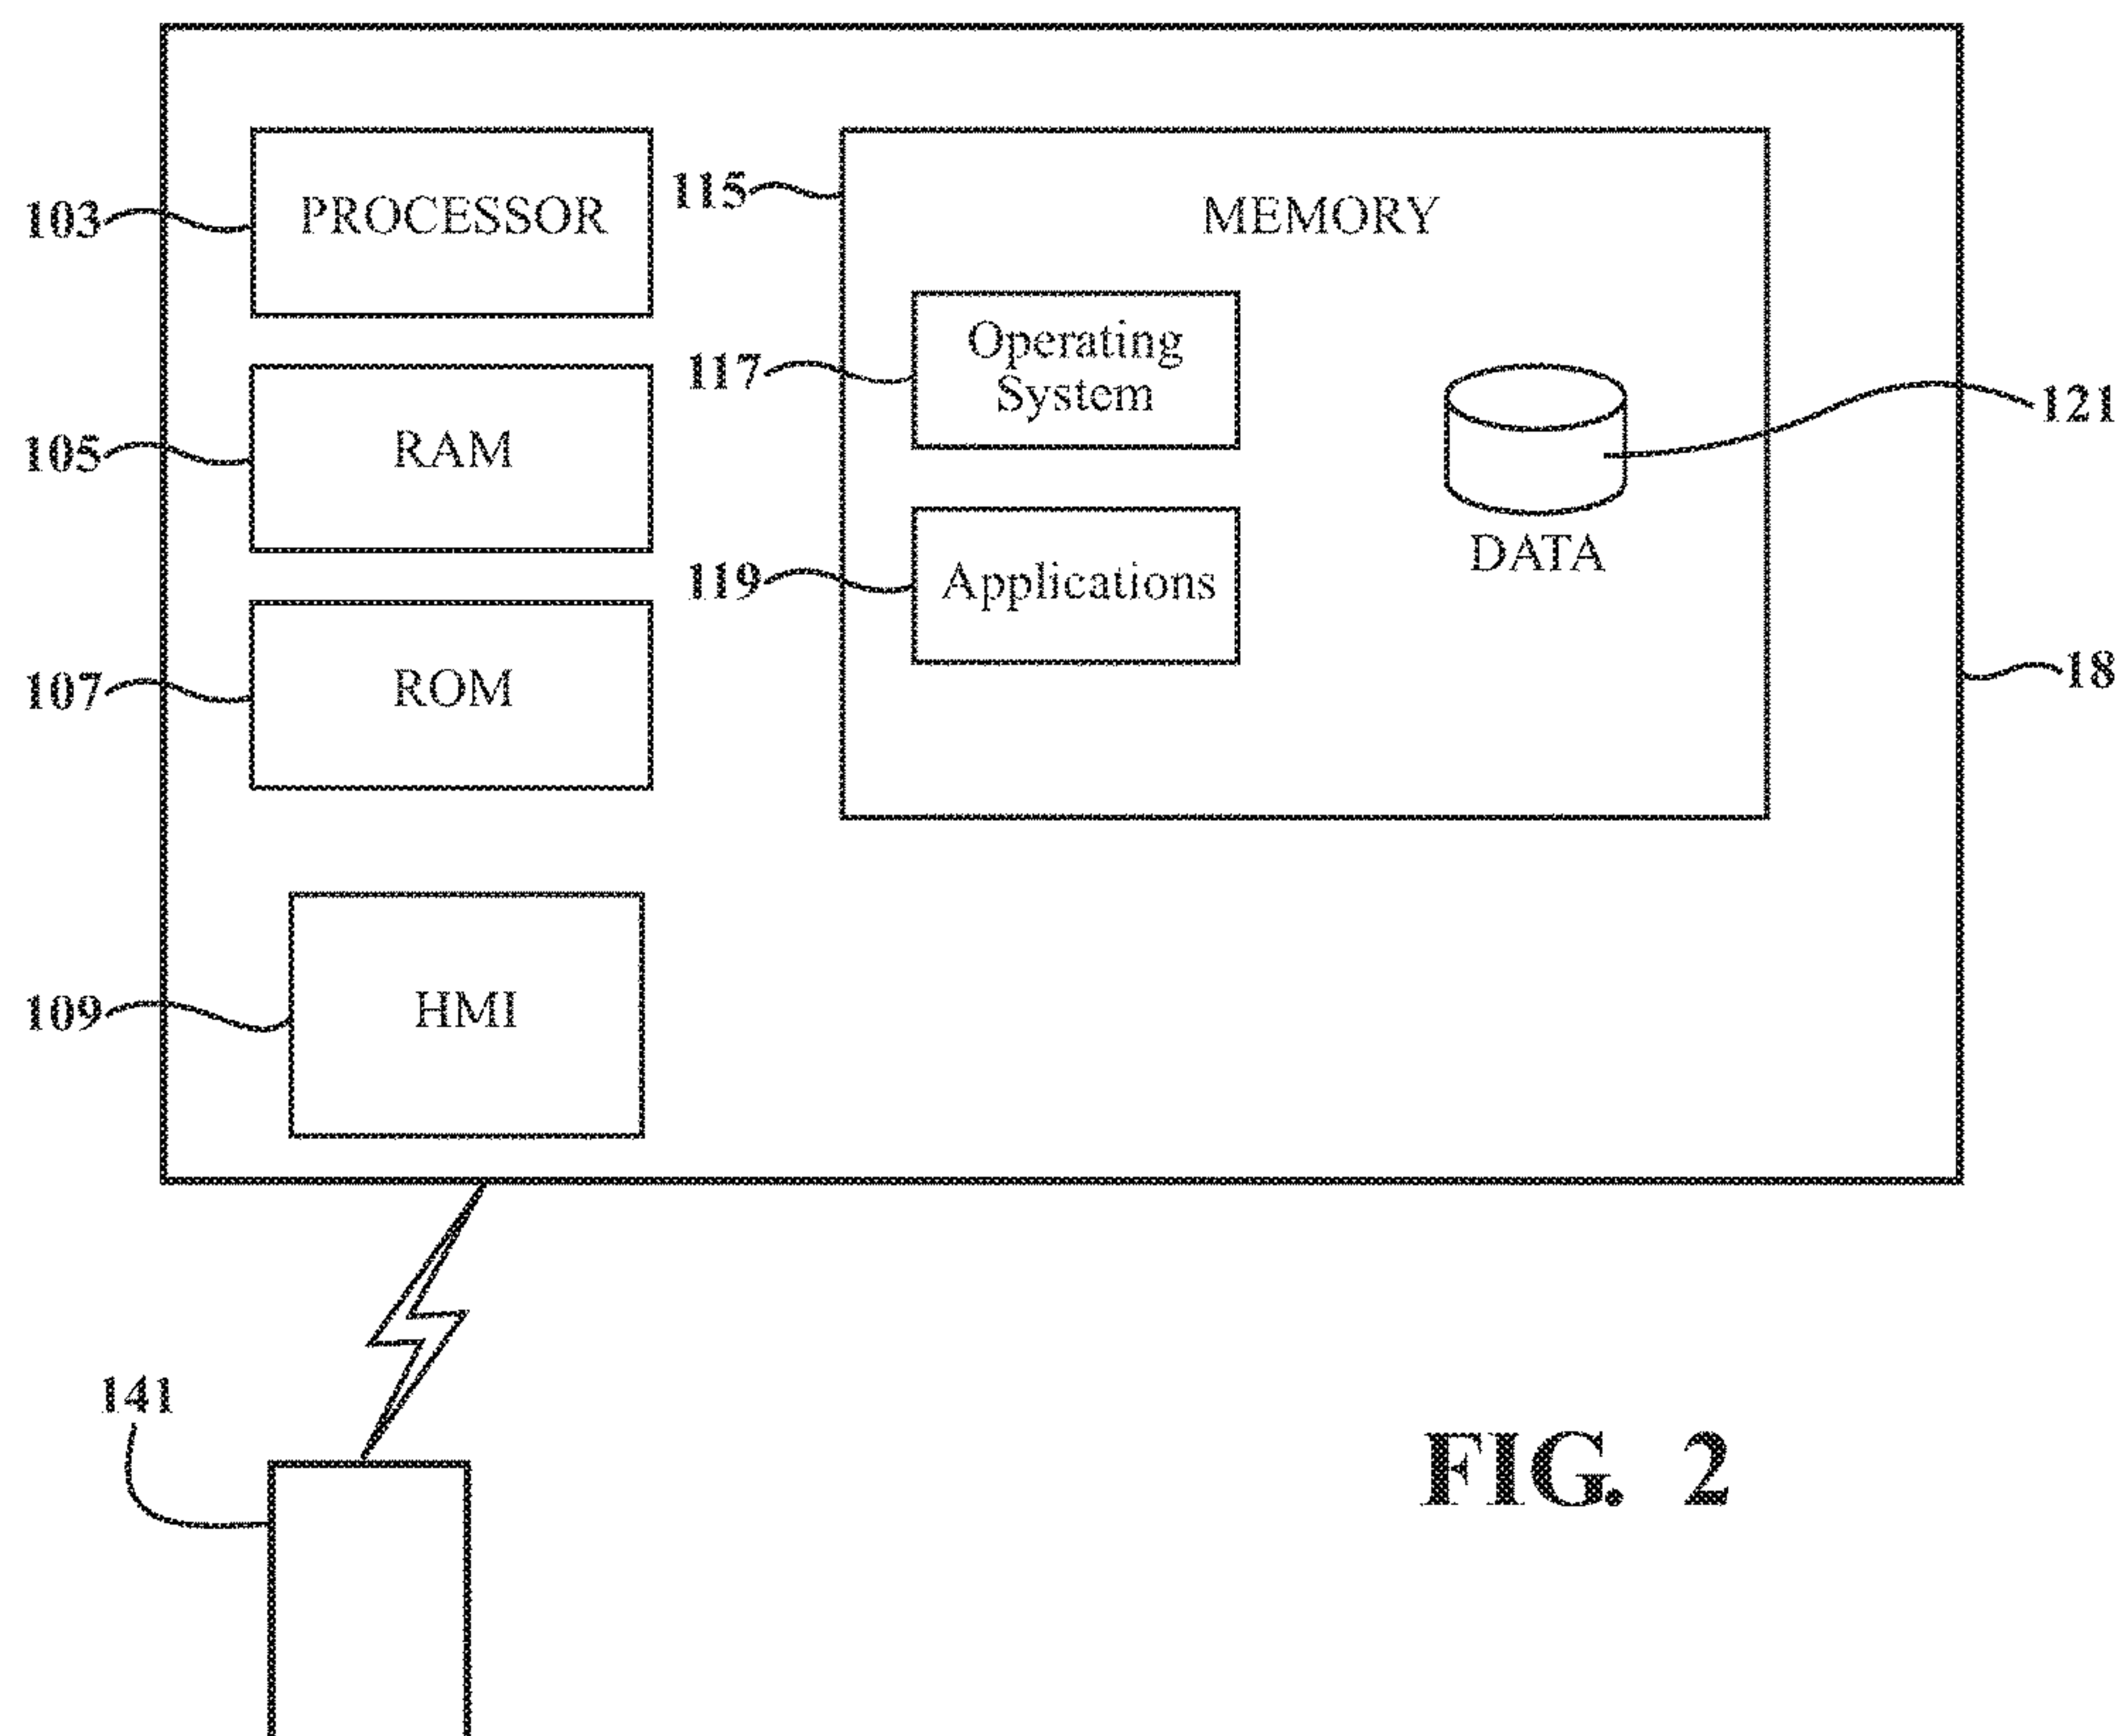 103
PROCESSOR
115
MEMORY
117
Operating
System
121
105
RAM
119
Applications
DATA
107
ROM
18
109
HMI
141
FIG. 2